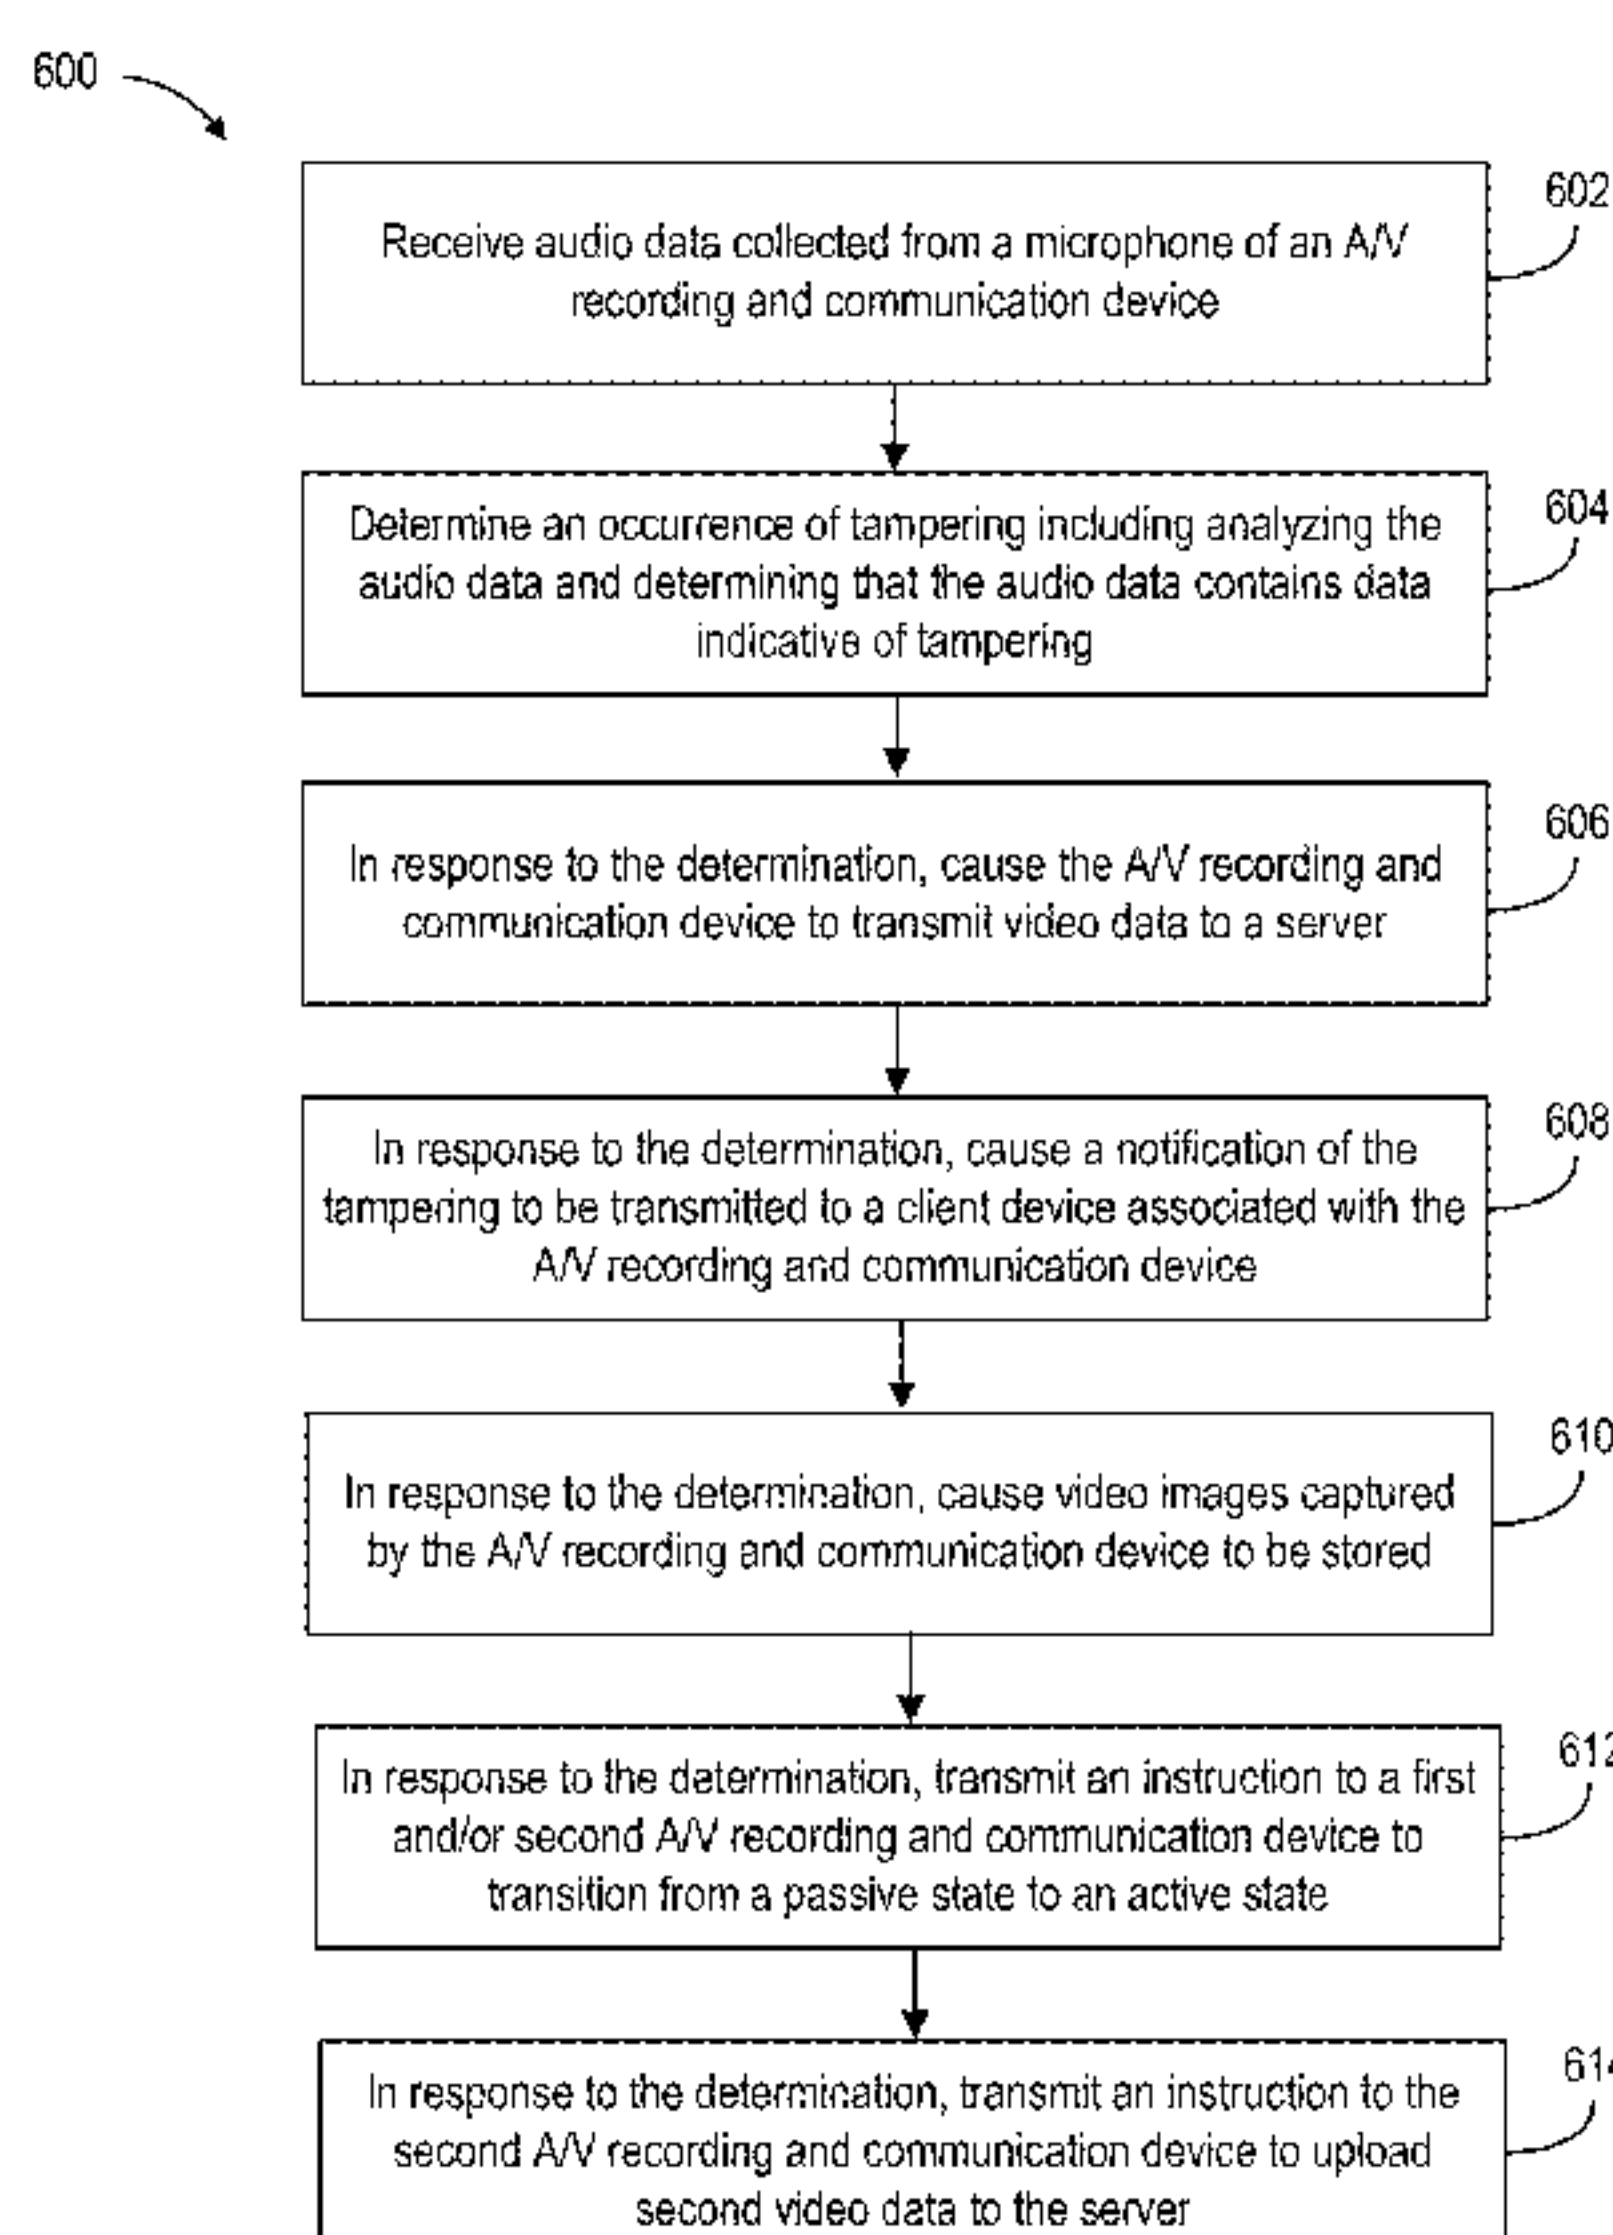 600
602
Receive audio data collected from a microphone of an A/V
recording and communication device
604
Determine an occurrence of tampering including analyzing the
audio data and determining that the audio data contains data
indicative of tampering
606
In response to the determination, cause the A/V recording and
communication device to transmit video data to a server
608
In response to the determination, cause a notification of the
tampering to be transmitted to a client device associated with the
A/V recording and communication device
610
In response to the determination, cause video images captured
by the A/V recording and communication device to be stored
612
In response to the determination, transmit an instruction to a first
and/or second A/V recording and communication device to
transition from a passive state to an active state
614
In response to the determination, transmit an instruction to the
second A/V recording and communication device to upload
second video data to the server